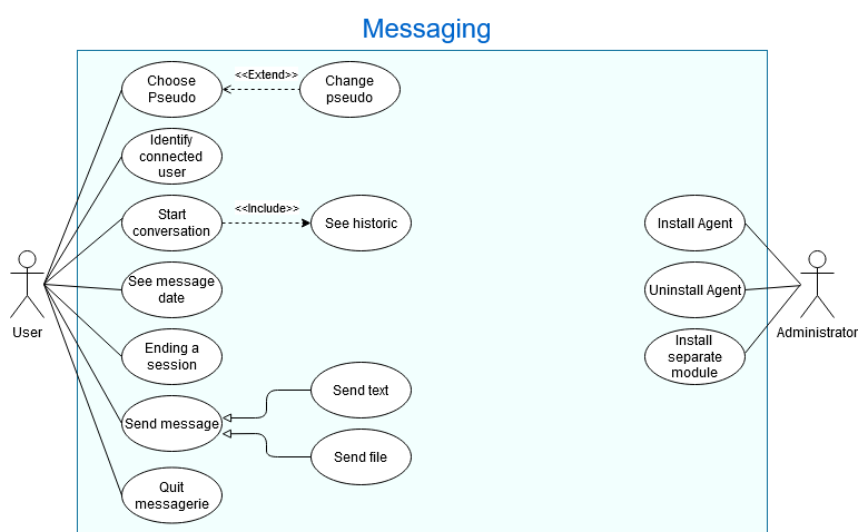 Messaging
Choose
Pseudo
<<Extend>>
Change
pseudo
Identify
connected
user
Start
conversation
<<Include>>
See historic
Install Agent
See message
date
Uninstall Agent
User
Administrator
Ending a
session
Install
separate
module
Send text
Send message
Send file
Quit
messagerie